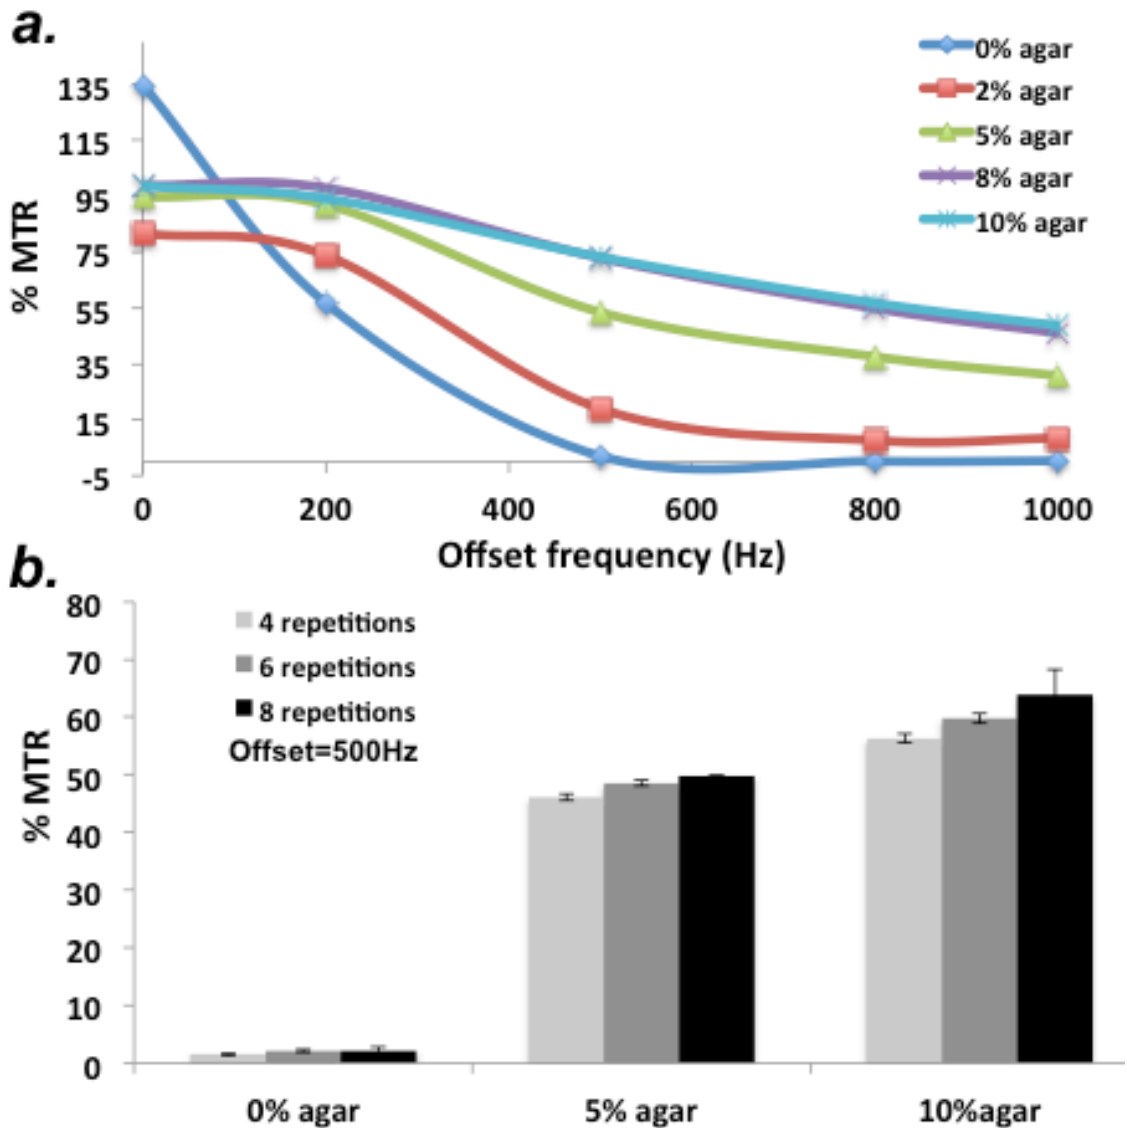 a.
% MTR
135
115
95
75
55
35
15
-5
0 200 400 600 800 1000
Offset frequency (Hz)
0% agar
2% agar
5% agar
8% agar
10% agar
b.
% MTR
80
70
60
50
40
30
20
10
0
4 repetitions
6 repetitions
8 repetitions
Offset=500Hz
0% agar 5% agar 10%agar